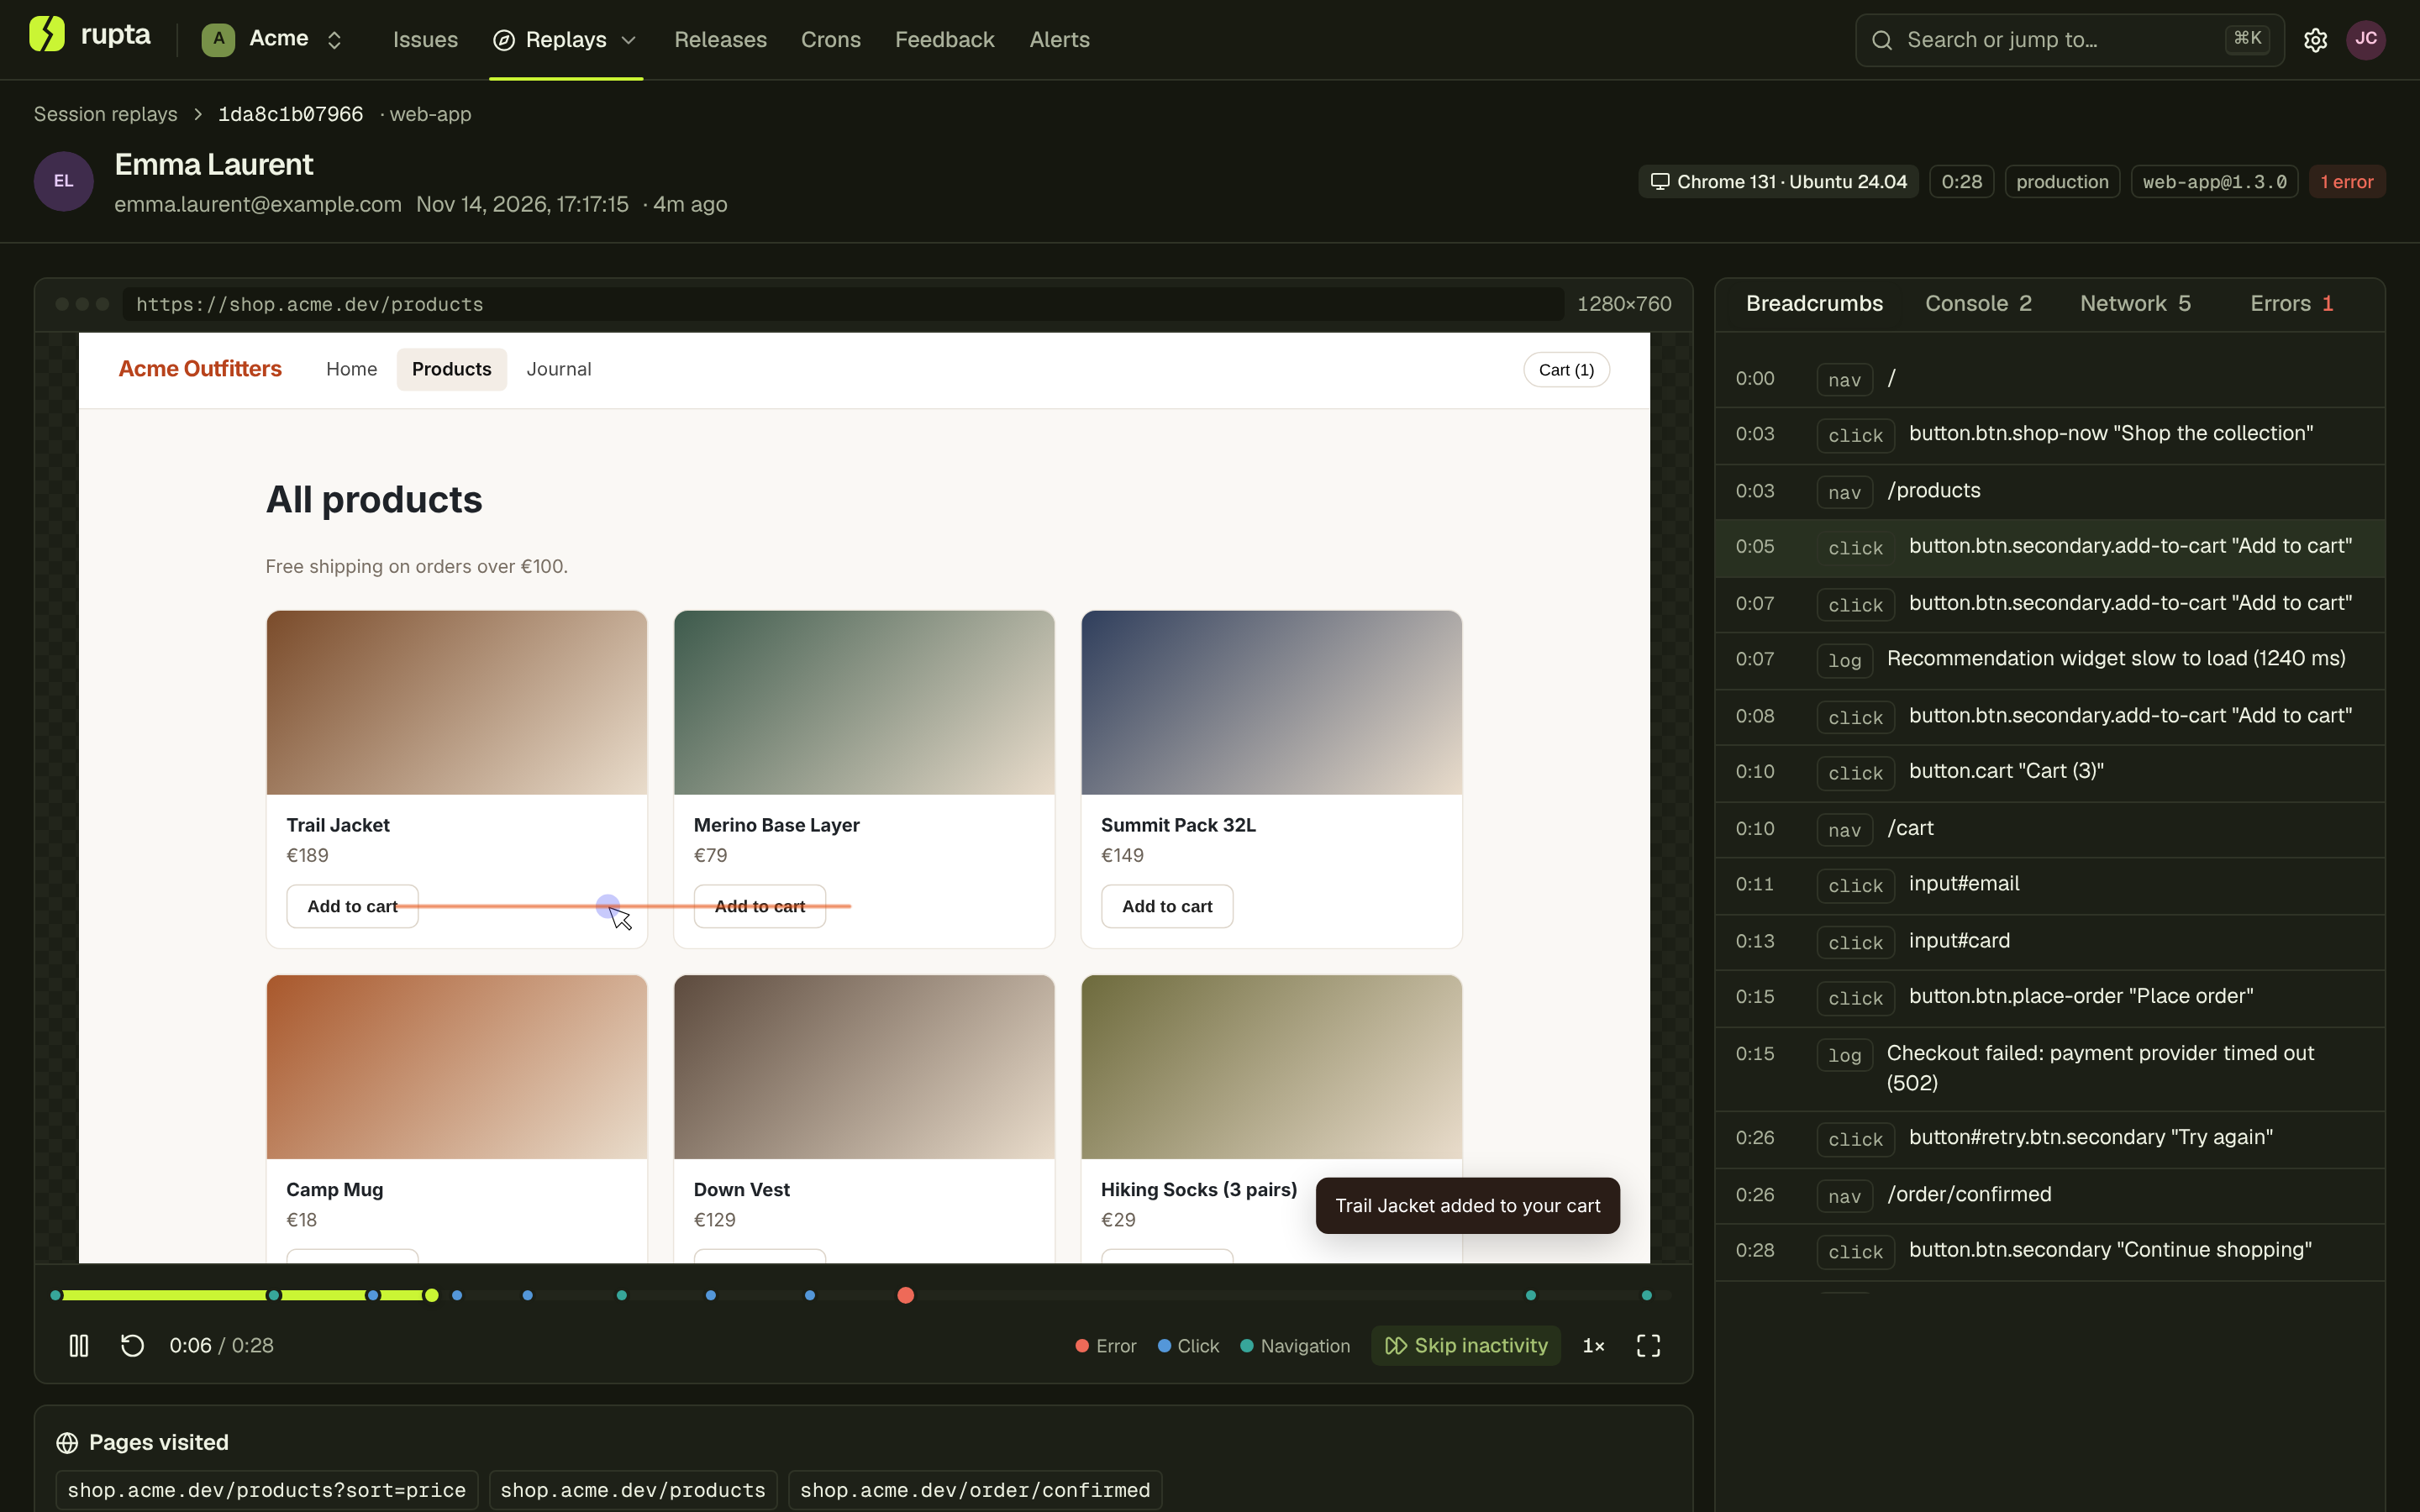 rupta
A Acme
Issues
Replays
Releases
Crons
Feedback
Alerts
Search or jump to…
⌘K
JC
Session replays
1da8c1b07966
· web-app
EL
Emma Laurent
emma.laurent@example.com Nov 14, 2026, 17:17:15 · 4m ago
Chrome 131 · Ubuntu 24.04
0:28
production
web-app@1.3.0
1 error
https://shop.acme.dev/products
1280×760
Acme Outfitters
Home
Products
Journal
Cart (1)
All products
Free shipping on orders over €100.
Trail Jacket
€189
Add to cart
Merino Base Layer
€79
Add to cart
Summit Pack 32L
€149
Add to cart
Camp Mug
€18
Down Vest
€129
Hiking Socks (3 pairs)
€29
Trail Jacket added to your cart
0:06 / 0:28
Error
Click
Navigation
Skip inactivity
1×
Pages visited
shop.acme.dev/products?sort=price
shop.acme.dev/products
shop.acme.dev/order/confirmed
Breadcrumbs
Console 2
Network 5
Errors 1
0:00 nav /
0:03 click button.btn.shop-now "Shop the collection"
0:03 nav /products
0:05 click button.btn.secondary.add-to-cart "Add to cart"
0:07 click button.btn.secondary.add-to-cart "Add to cart"
0:07 log Recommendation widget slow to load (1240 ms)
0:08 click button.btn.secondary.add-to-cart "Add to cart"
0:10 click button.cart "Cart (3)"
0:10 nav /cart
0:11 click input#email
0:13 click input#card
0:15 click button.btn.place-order "Place order"
0:15 log Checkout failed: payment provider timed out
(502)
0:26 click button#retry.btn.secondary "Try again"
0:26 nav /order/confirmed
0:28 click button.btn.secondary "Continue shopping"